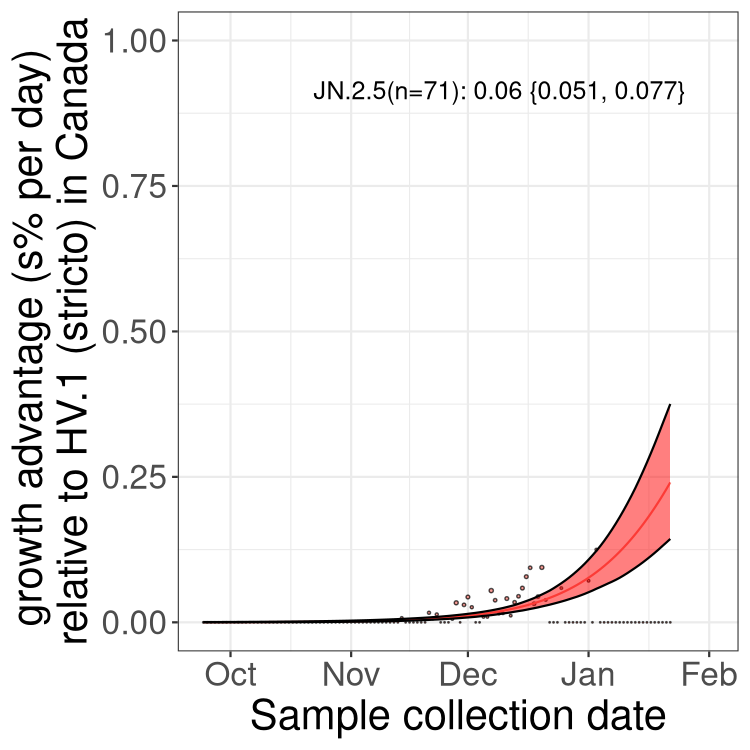 growth advantage (s% per day)
relative to HV.1 (stricto) in Canada
1.00
JN.2.5(n=71): 0.06 {0.051, 0.077}
0.75
0.50
0.25
0.00
Oct Nov Dec Jan Feb
Sample collection date